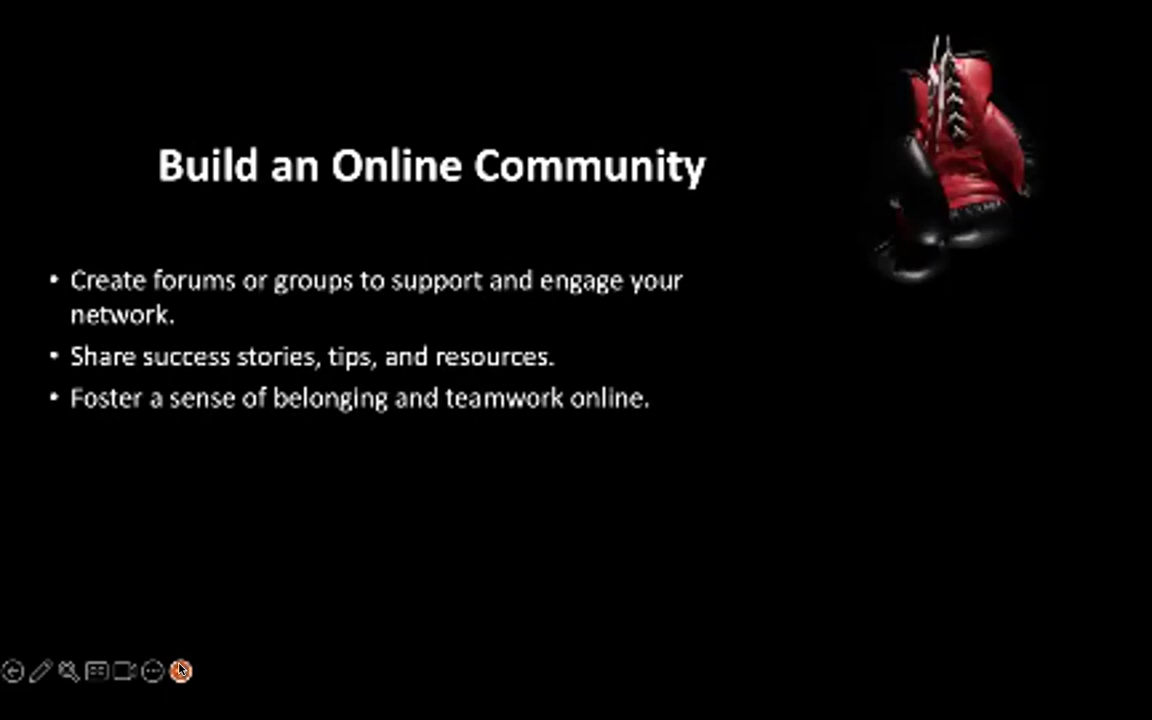 Build an Online Community
• Create forums or groups to support and engage your
network.
• Share success stories, tips, and resources.
• Foster a sense of belonging and teamwork online.